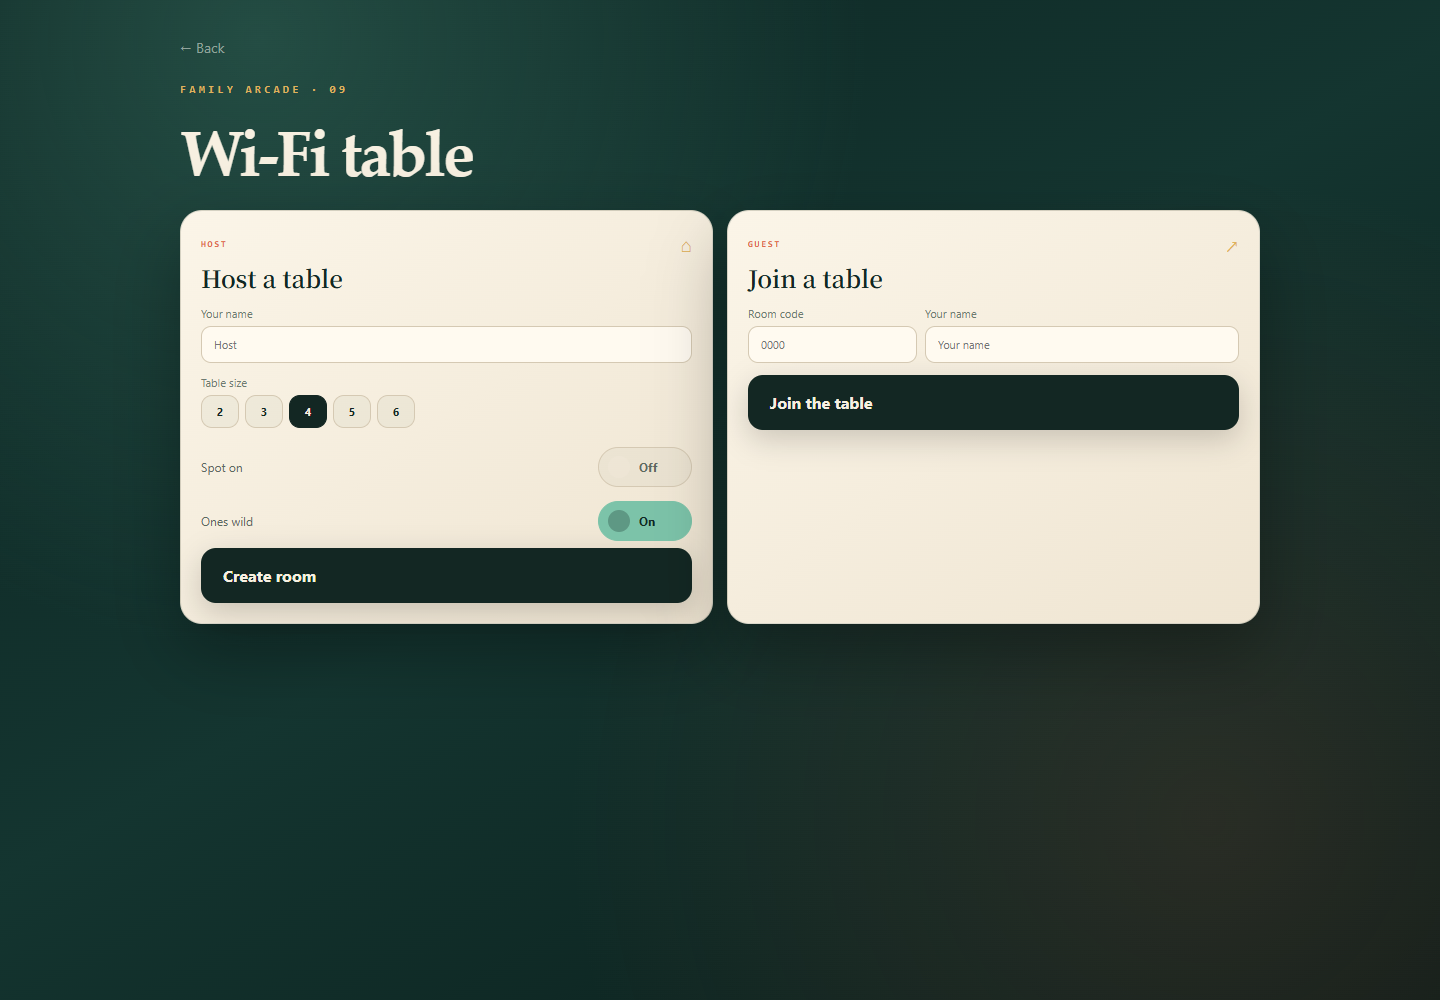 ← Back
FAMILY ARCADE · 09
Wi-Fi table
HOST
Host a table
Your name
Host
Table size
2 3 4 5 6
Spot on Off
Ones wild On
Create room
GUEST
Join a table
Room code Your name
0000 Your name
Join the table